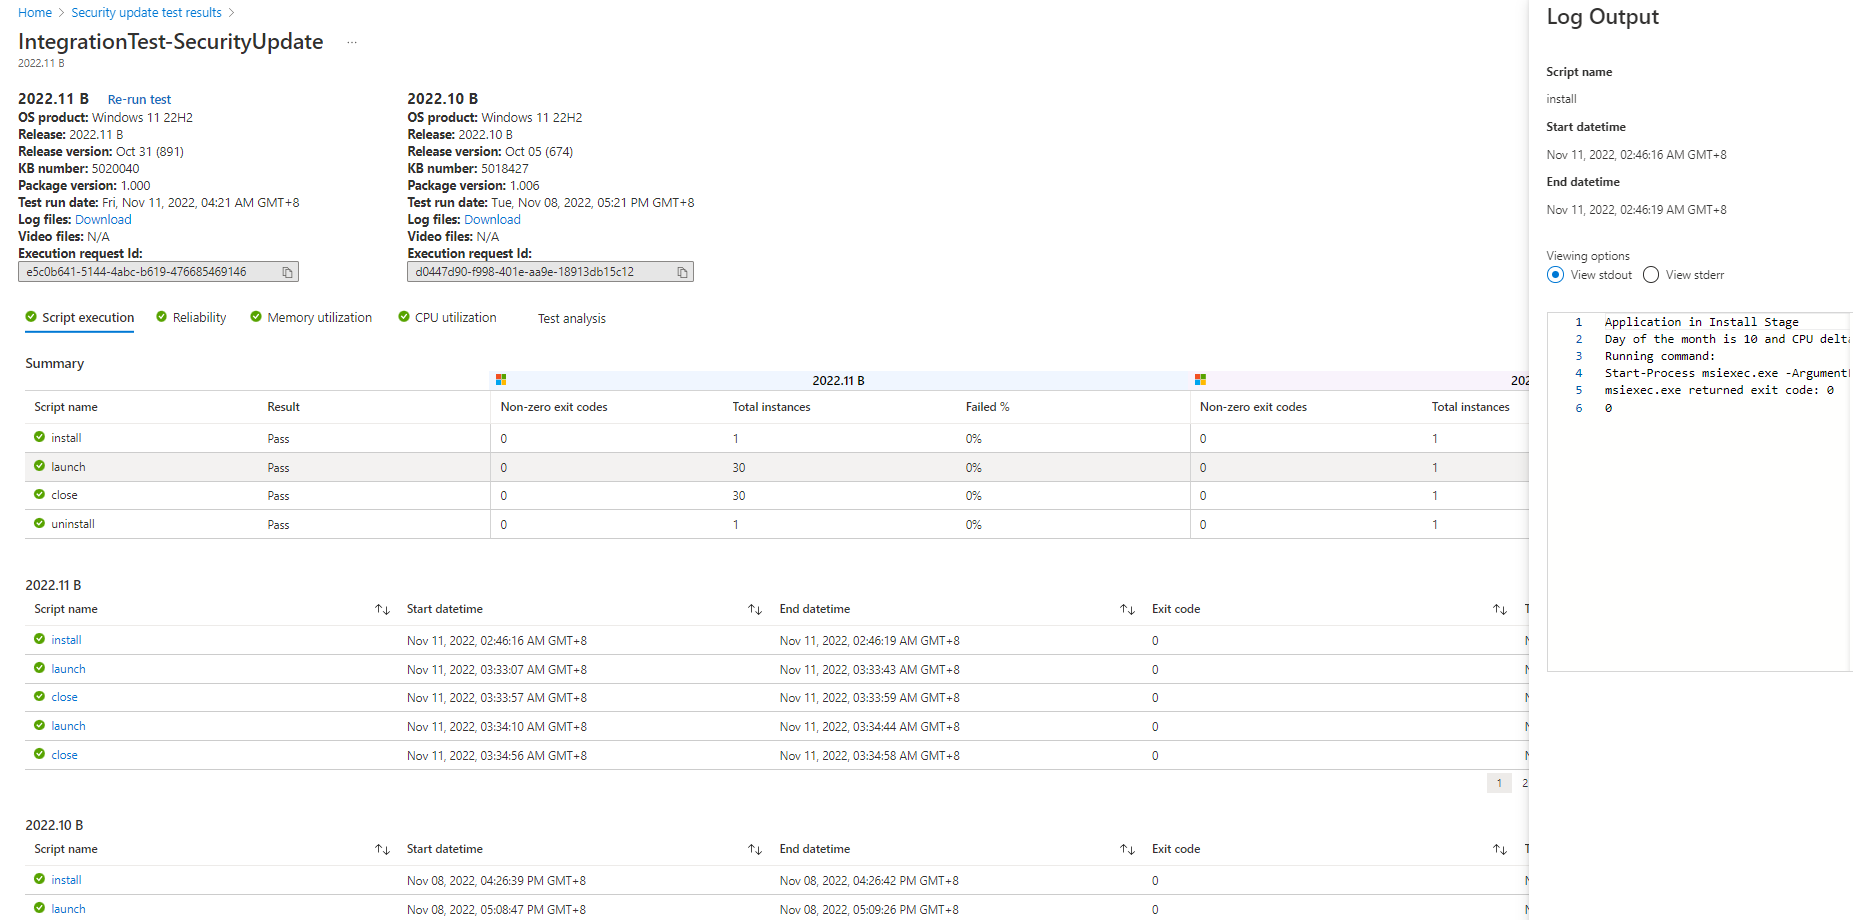 Home > Security update test results >
IntegrationTest-SecurityUpdate ...
2022.11 B
2022.11 B Re-run test
OS product: Windows 11 22H2
Release: 2022.11 B
Release version: Oct 31 (891)
KB number: 5020040
Package version: 1.000
Test run date: Fri, Nov 11, 2022, 04:21 AM GMT+8
Log files: Download
Video files: N/A
Execution request Id:
e5c0b641-5144-4abc-b619-476685469146
2022.10 B
OS product: Windows 11 22H2
Release: 2022.10 B
Release version: Oct 05 (674)
KB number: 5018427
Package version: 1.006
Test run date: Tue, Nov 08, 2022, 05:21 PM GMT+8
Log files: Download
Video files: N/A
Execution request Id:
d0447d90-f998-401e-aa9e-18913db15c12
Script execution Reliability Memory utilization CPU utilization Test analysis
Summary
2022.11 B 202
Script name Result Non-zero exit codes Total instances Failed % Non-zero exit codes Total instances
install Pass 0 1 0% 0 1
launch Pass 0 30 0% 0 1
close Pass 0 30 0% 0 1
uninstall Pass 0 1 0% 0 1
2022.11 B
Script name Start datetime End datetime Exit code
install Nov 11, 2022, 02:46:16 AM GMT+8 Nov 11, 2022, 02:46:19 AM GMT+8 0
launch Nov 11, 2022, 03:33:07 AM GMT+8 Nov 11, 2022, 03:33:43 AM GMT+8 0
close Nov 11, 2022, 03:33:57 AM GMT+8 Nov 11, 2022, 03:33:59 AM GMT+8 0
launch Nov 11, 2022, 03:34:10 AM GMT+8 Nov 11, 2022, 03:34:44 AM GMT+8 0
close Nov 11, 2022, 03:34:56 AM GMT+8 Nov 11, 2022, 03:34:58 AM GMT+8 0
1 2
2022.10 B
Script name Start datetime End datetime Exit code
install Nov 08, 2022, 04:26:39 PM GMT+8 Nov 08, 2022, 04:26:42 PM GMT+8 0
launch Nov 08, 2022, 05:08:47 PM GMT+8 Nov 08, 2022, 05:09:26 PM GMT+8 0
Log Output
Script name
install
Start datetime
Nov 11, 2022, 02:46:16 AM GMT+8
End datetime
Nov 11, 2022, 02:46:19 AM GMT+8
Viewing options
View stdout View stderr
1 Application in Install Stage
2 Day of the month is 10 and CPU delta
3 Running command:
4 Start-Process msiexec.exe -Argument
5 msiexec.exe returned exit code: 0
6 0